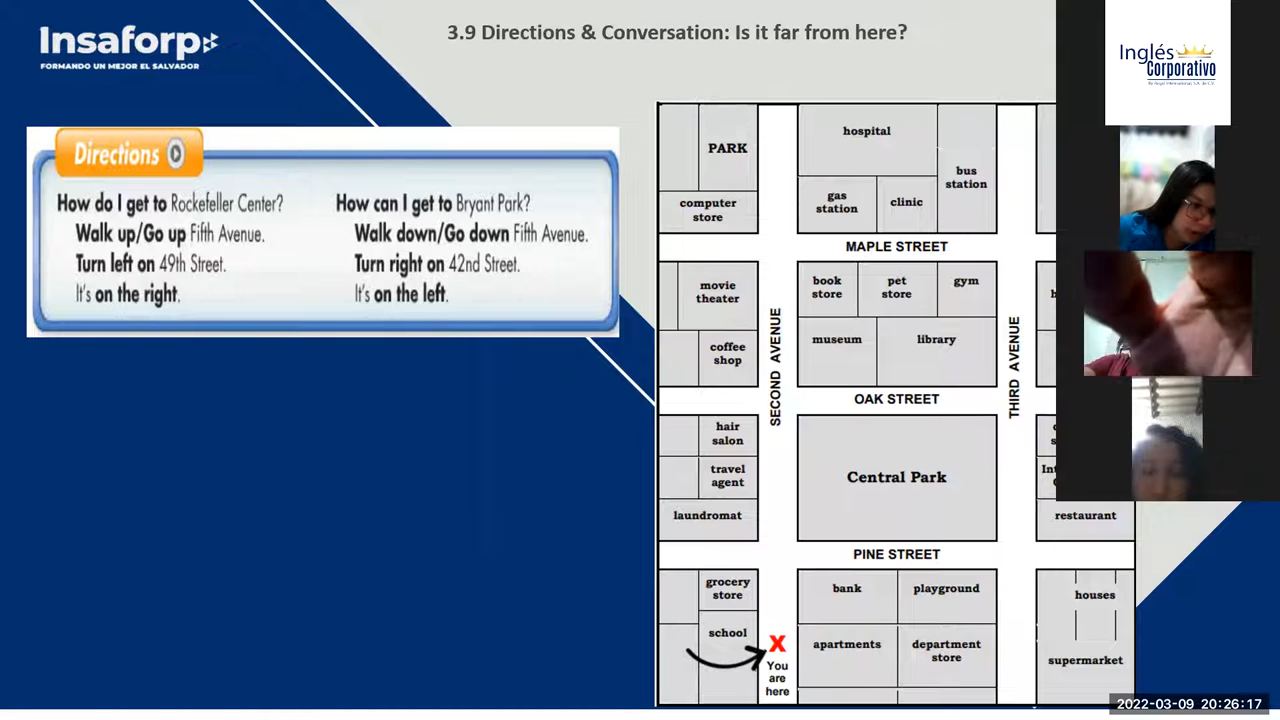 Insaforp
FORMANDO UN MEJOR EL SALVADOR
3.9 Directions & Conversation: Is it far from here?
Inglés
Corporativo
Directions
How do I get to Rockefeller Center?
Walk up/Go up Fifth Avenue.
Turn left on 49th Street.
It's on the right.
How can I get to Bryant Park?
Walk down/Go down Fifth Avenue.
Turn right on 42nd Street.
It's on the left.
PARK
computer
store
hospital
gas
station
clinic
bus
station
MAPLE STREET
movie
theater
coffee
shop
SECOND AVENUE
book
store
pet
store
gym
museum
library
THIRD AVENUE
OAK STREET
hair
salon
travel
agent
laundromat
Central Park
restaurant
PINE STREET
grocery
store
school
X
You
are
here
bank
playground
apartments
department
store
houses
supermarket
2022-03-09 20:26:17